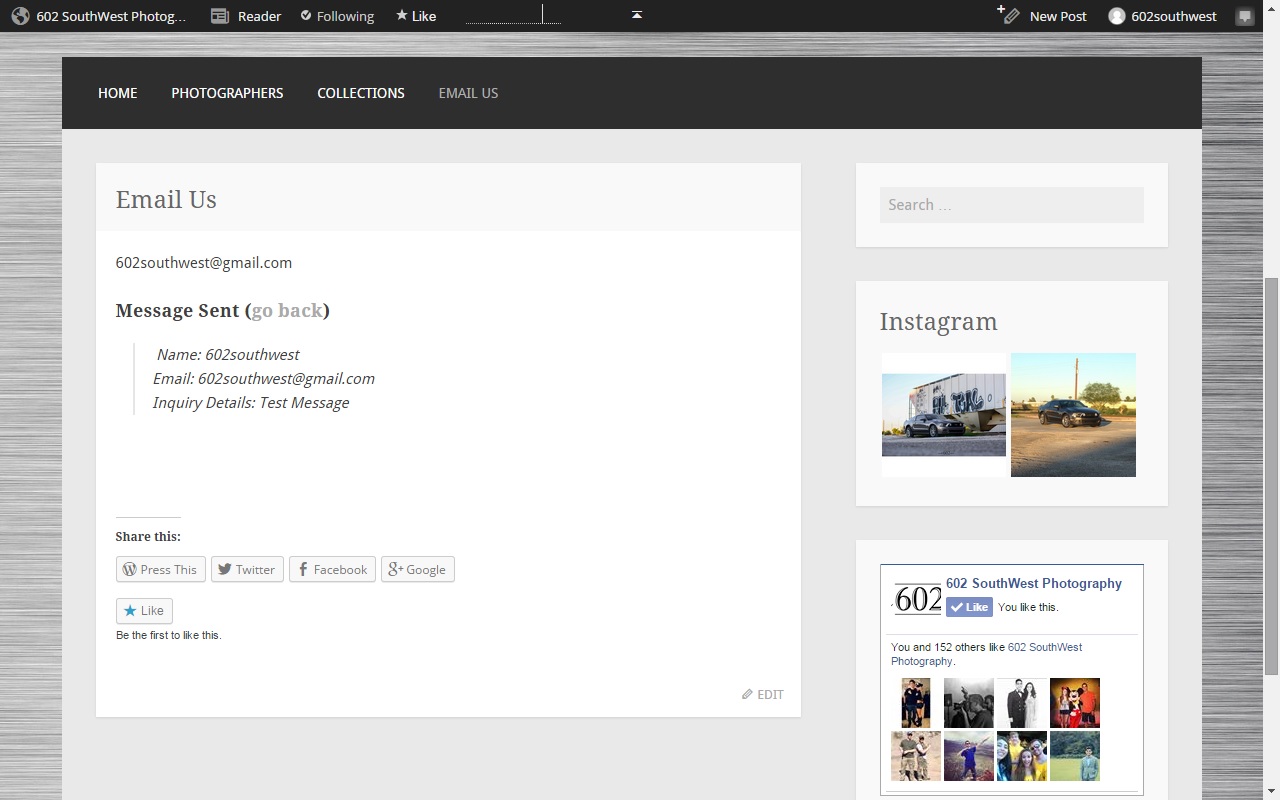 602 SouthWest Photog...
Reader
Following
Like
New Post
602southwest
HOME
PHOTOGRAPHERS
COLLECTIONS
EMAIL US
Email Us
602southwest@gmail.com
Message Sent (go back)
Name: 602southwest
Email: 602southwest@gmail.com
Inquiry Details: Test Message
Share this:
Press This
Twitter
Facebook
Google
Like
Be the first to like this.
EDIT
Search …
Instagram
602
602 SouthWest Photography
Like
You like this.
You and 152 others like 602 SouthWest
Photography.